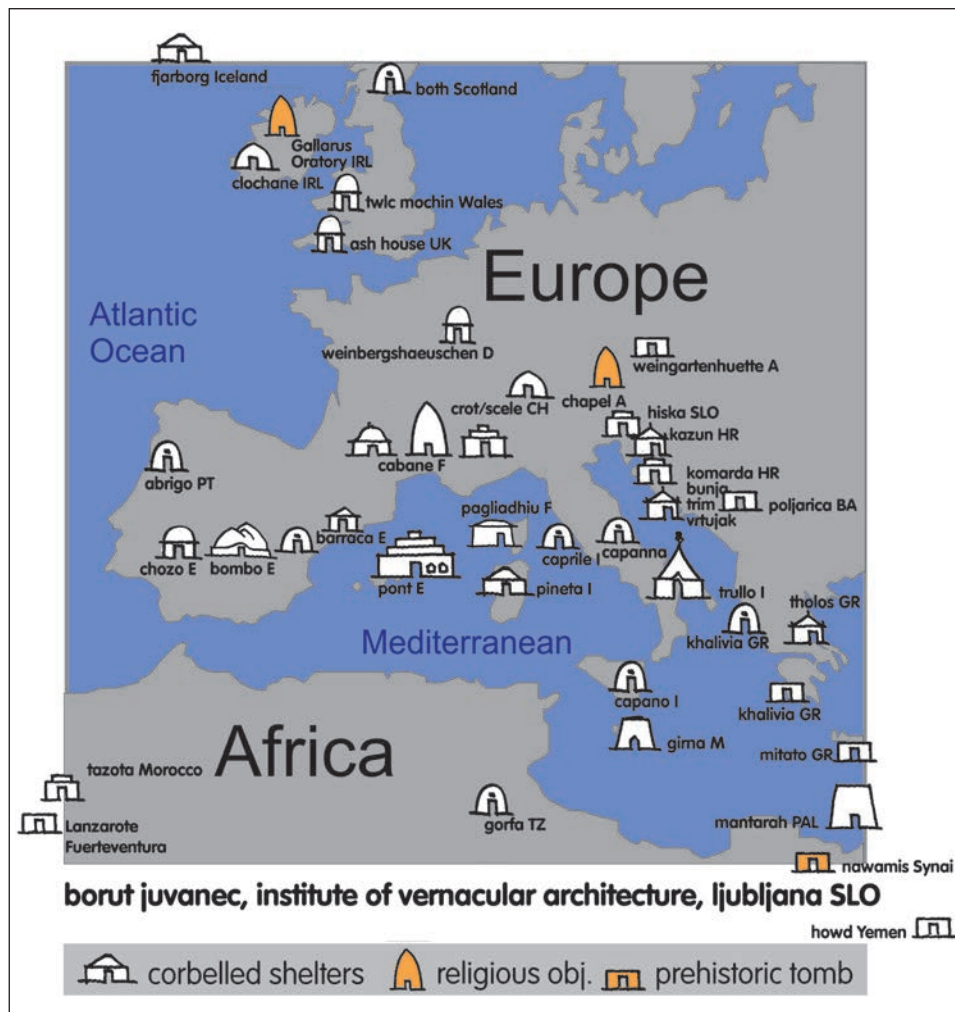 fjarborg Iceland
both Scotland
Gallarus
Oratory IRL
clochane IRL
twlc mochin Wales
ash house UK
Europe
Atlantic
Ocean
weinbergshaeuschen D
weingartenhuette A
crot/scele CH
chapel A
hiska SLO
kazun HR
cabane F
komarda HR
bunja
abrigo PT
trim
vrtujak
poljarica BA
pagliadhiu F
barraca E
caprile I
capanna
chozo E
bombo E
pont E
pineta I
trullo I
tholos GR
khalivia GR
Mediterranean
capano I
khalivia GR
girna M
mitato GR
Africa
tazota Morocco
Lanzarote
Fuerteventura
gorfa TZ
mantarah PAL
nawamis Synai
borut juvanec, institute of vernacular architecture, ljubljana SLO
howd Yemen
corbelled shelters
religious obj.
prehistoric tomb